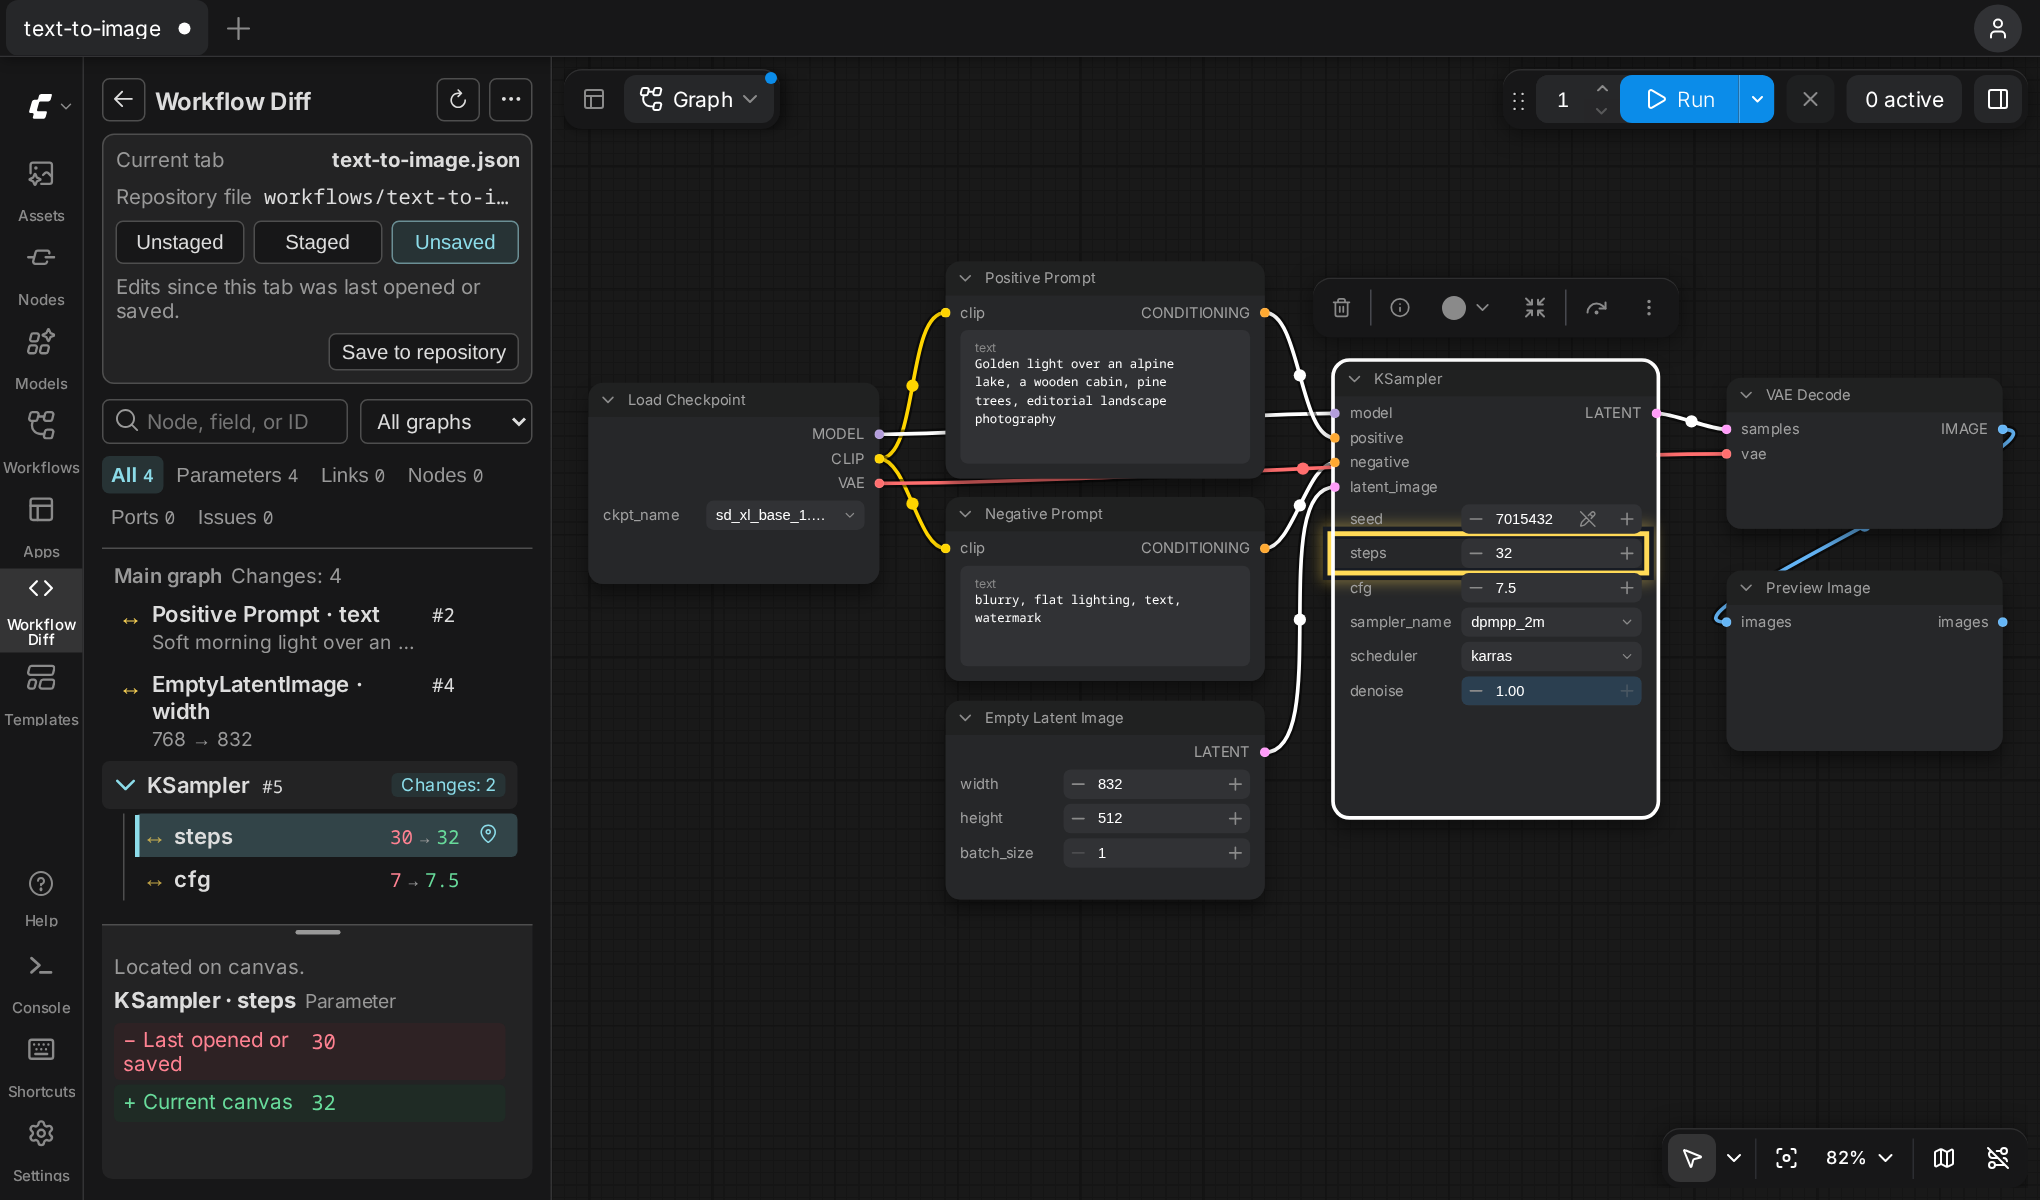 text-to-image
Assets
Nodes
Models
Workflows
Apps
Workflow
Diff
Templates
Help
Console
Shortcuts
Settings
Workflow Diff
Current tab text-to-image.json
Repository file workflows/text-to-i…
Unstaged Staged Unsaved
Edits since this tab was last opened or
saved.
Save to repository
Node, field, or ID All graphs
All 4 Parameters 4 Links 0 Nodes 0
Ports 0 Issues 0
Main graph Changes: 4
↔ Positive Prompt · text #2
Soft morning light over an ...
↔ EmptyLatentImage · #4
width
768 → 832
KSampler #5 Changes: 2
↔ steps 30 → 32
↔ cfg 7 → 7.5
Located on canvas.
KSampler · steps Parameter
− Last opened or 30
saved
+ Current canvas 32
Graph
1 Run 0 active
Load Checkpoint
MODEL
CLIP
VAE
ckpt_name sd_xl_base_1....
Positive Prompt
clip CONDITIONING
text
Golden light over an alpine
lake, a wooden cabin, pine
trees, editorial landscape
photography
Negative Prompt
clip CONDITIONING
text
blurry, flat lighting, text,
watermark
Empty Latent Image
LATENT
width 832
height 512
batch_size 1
KSampler
model LATENT
positive
negative
latent_image
seed 7015432
steps 32
cfg 7.5
sampler_name dpmpp_2m
scheduler karras
denoise 1.00
VAE Decode
samples IMAGE
vae
Preview Image
images images
82%